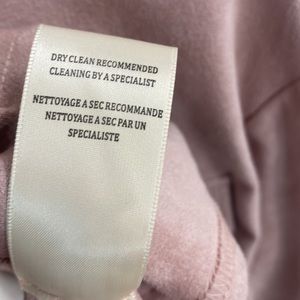 DRY CLEAN RECOMMENDED
CLEANING BY A SPECIALIST
NETTOYAGE A SEC RECOMMANDE
NETTOYAGE A SEC PAR UN
SPECIALISTE